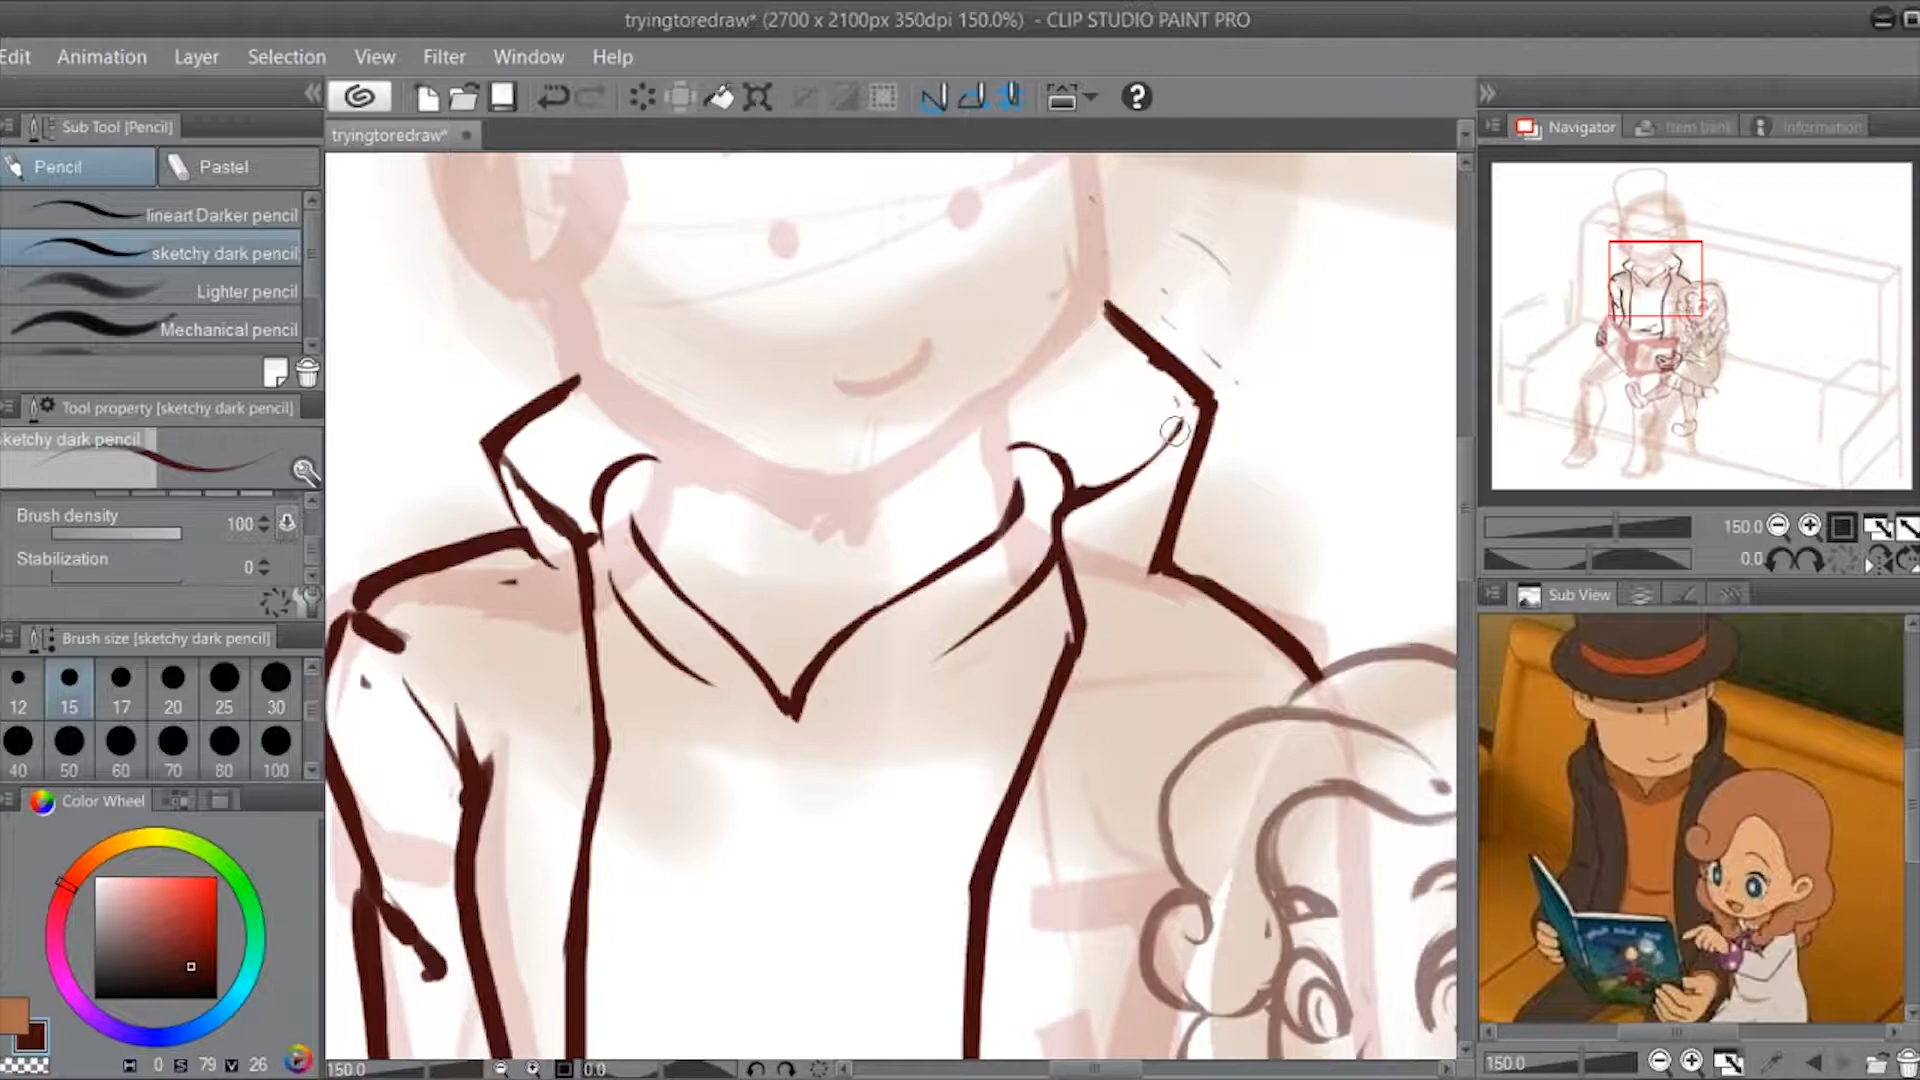 tryingtoredraw* (2700 x 2100px 350dpi 150.0%) - CLIP STUDIO PAINT PRO
Edit Animation Layer Selection View Filter Window Help
Sub Tool [Pencil]
tryingtoredraw*
Navigator Item bank Information
Pencil Pastel
lineart Darker pencil
sketchy dark pencil
Lighter pencil
Mechanical pencil
Tool property [sketchy dark pencil]
sketchy dark pencil
Brush density 100
Stabilization 0
150.0
0.0
Sub View
Brush size [sketchy dark pencil]
12 15 17 20 25 30
40 50 60 70 80 100
Color Wheel
H 0 S 79 V 26
150.0 0.0
150.0